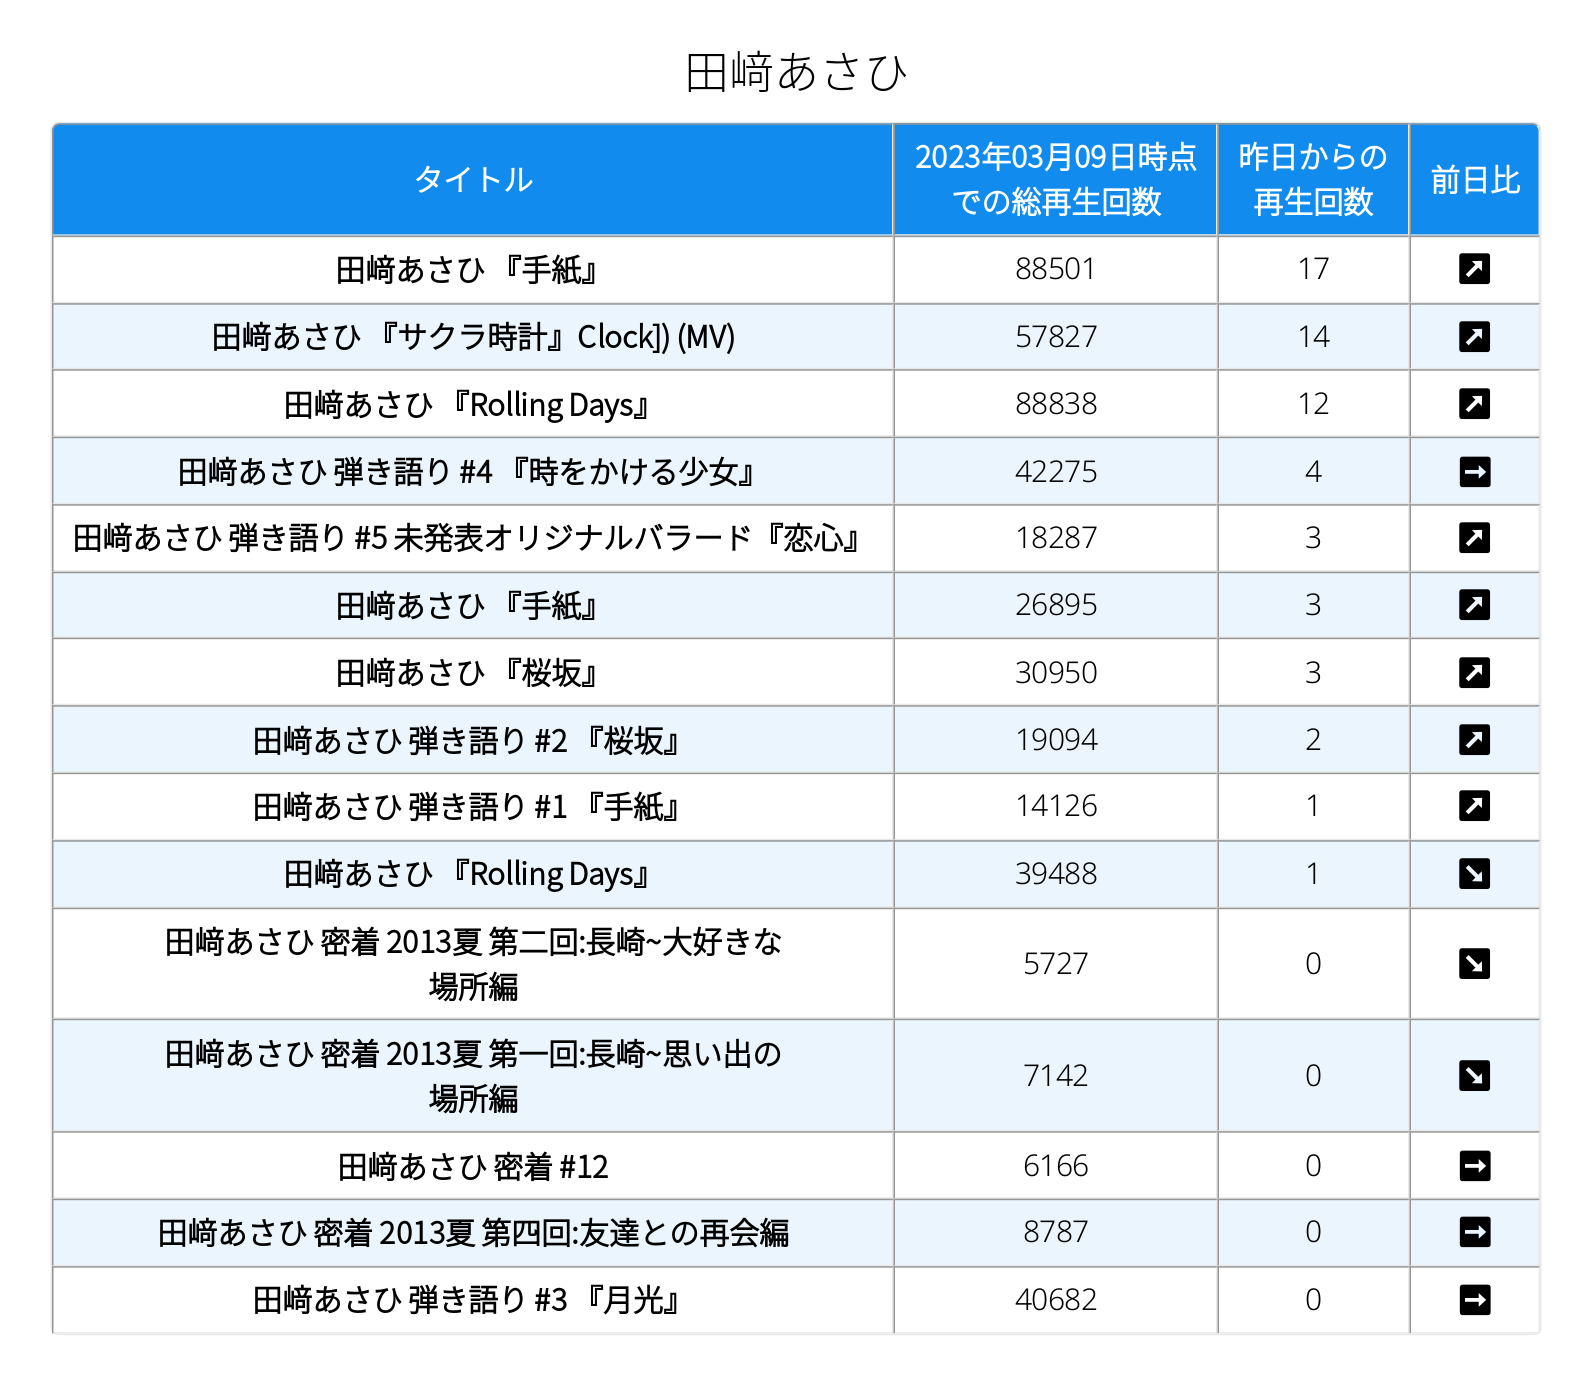 田﨑あさひ
タイトル 2023年03月09日時点での総再生回数 昨日からの再生回数 前日比
田﨑あさひ 『手紙』 88501 17 ↗
田﨑あさひ 『サクラ時計』Clock]) (MV) 57827 14 ↗
田﨑あさひ 『Rolling Days』 88838 12 ↗
田﨑あさひ 弾き語り #4 『時をかける少女』 42275 4 →
田﨑あさひ 弾き語り #5 未発表オリジナルバラード『恋心』 18287 3 ↗
田﨑あさひ 『手紙』 26895 3 ↗
田﨑あさひ 『桜坂』 30950 3 ↗
田﨑あさひ 弾き語り #2 『桜坂』 19094 2 ↗
田﨑あさひ 弾き語り #1 『手紙』 14126 1 ↗
田﨑あさひ 『Rolling Days』 39488 1 ↘
田﨑あさひ 密着 2013夏 第二回:長崎~大好きな
場所編 5727 0 ↘
田﨑あさひ 密着 2013夏 第一回:長崎~思い出の
場所編 7142 0 ↘
田﨑あさひ 密着 #12 6166 0 →
田﨑あさひ 密着 2013夏 第四回:友達との再会編 8787 0 →
田﨑あさひ 弾き語り #3 『月光』 40682 0 →